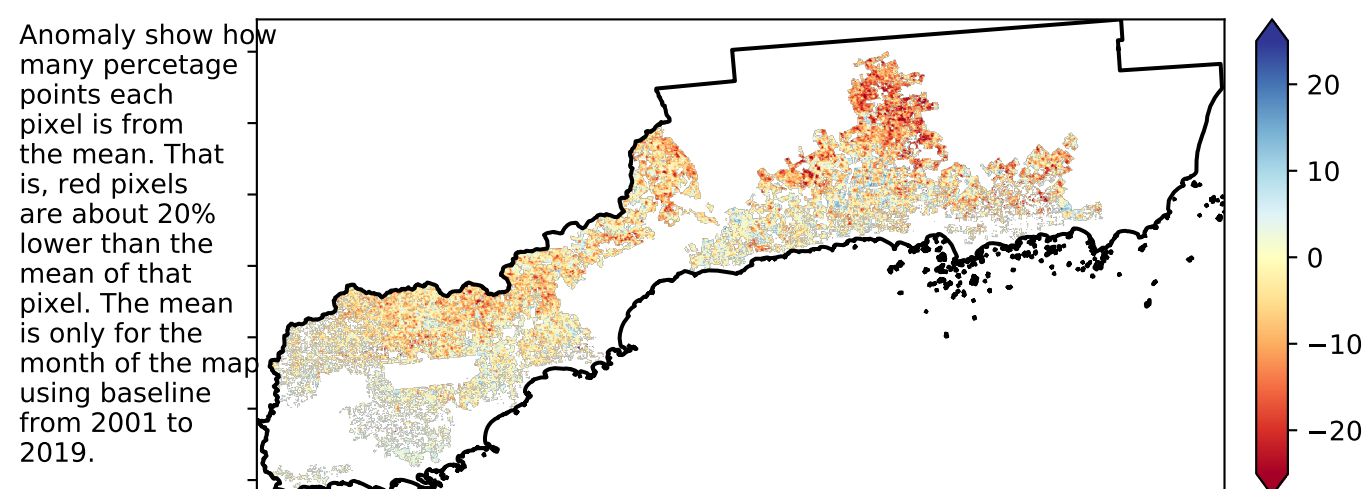 Anomaly show how
many percetage
points each
pixel is from
the mean. That
is, red pixels
are about 20%
lower than the
mean of that
pixel. The mean
is only for the
month of the map
using baseline
from 2001 to
2019.
20
10
0
−10
−20